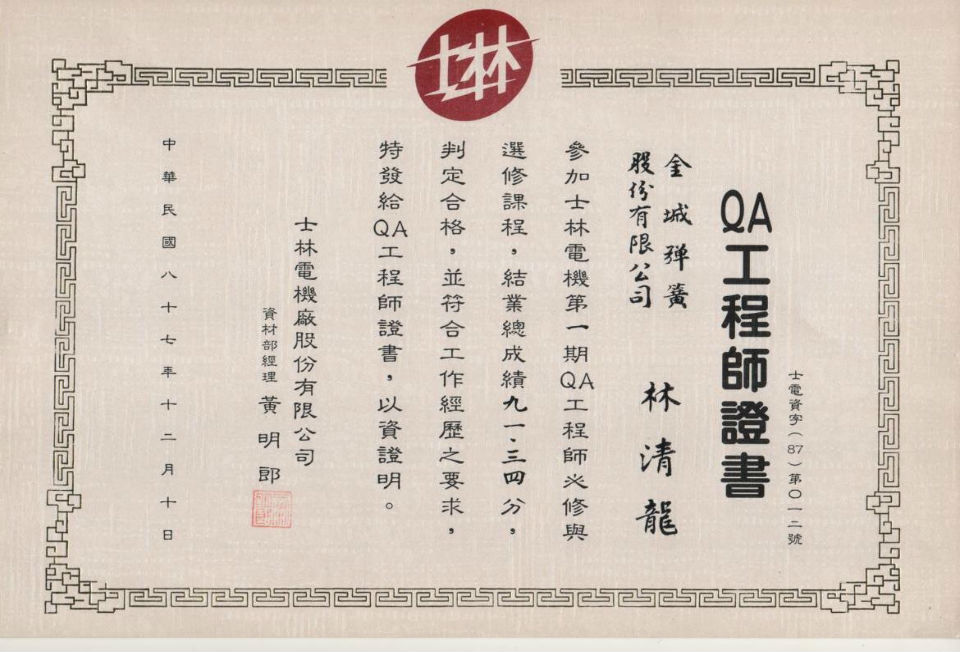 士林
QA工程師證書
士電資字（87）第〇一二號
金城彈簧
股份有限公司
林清龍
參加士林電機第一期QA工程師必修與
選修課程，結業總成績九一·三四分，
判定合格，並符合工作經歷之要求，
特發給QA工程師證書，以資證明。
士林電機廠股份有限公司
資材部經理 黃明郎
中華民國八十七年十二月十日